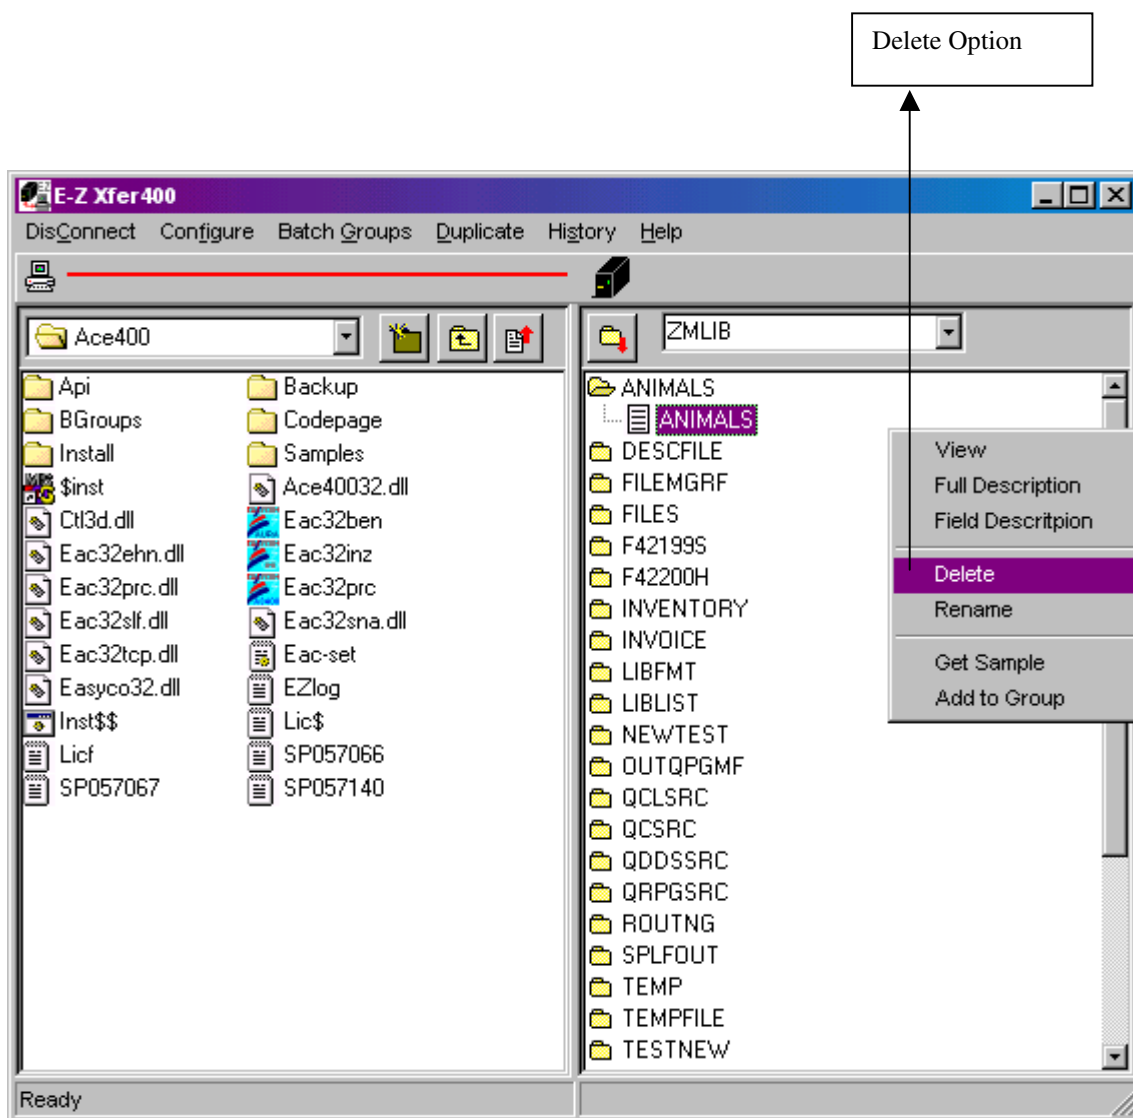 Delete Option
E-Z Xfer400
DisConnect Configure Batch Groups Duplicate History Help
Ace400
ZMLIB
Api
BGroups
Install
$inst
Ctl3d.dll
Eac32ehn.dll
Eac32prc.dll
Eac32slf.dll
Eac32tcp.dll
Easyco32.dll
Inst$$
Licf
SP057067
Backup
Codepage
Samples
Ace40032.dll
Eac32ben
Eac32inz
Eac32prc
Eac32sna.dll
Eac-set
EZlog
Lic$
SP057066
SP057140
ANIMALS
ANIMALS
DESCFILE
FILEMGRF
FILES
F42199S
F42200H
INVENTORY
INVOICE
LIBFMT
LIBLIST
NEWTEST
OUTQPGMF
QCLSRC
QCSRC
QDDSSRC
QRPGSRC
ROUTNG
SPLFOUT
TEMP
TEMPFILE
TESTNEW
View
Full Description
Field Descritpion
Delete
Rename
Get Sample
Add to Group
Ready